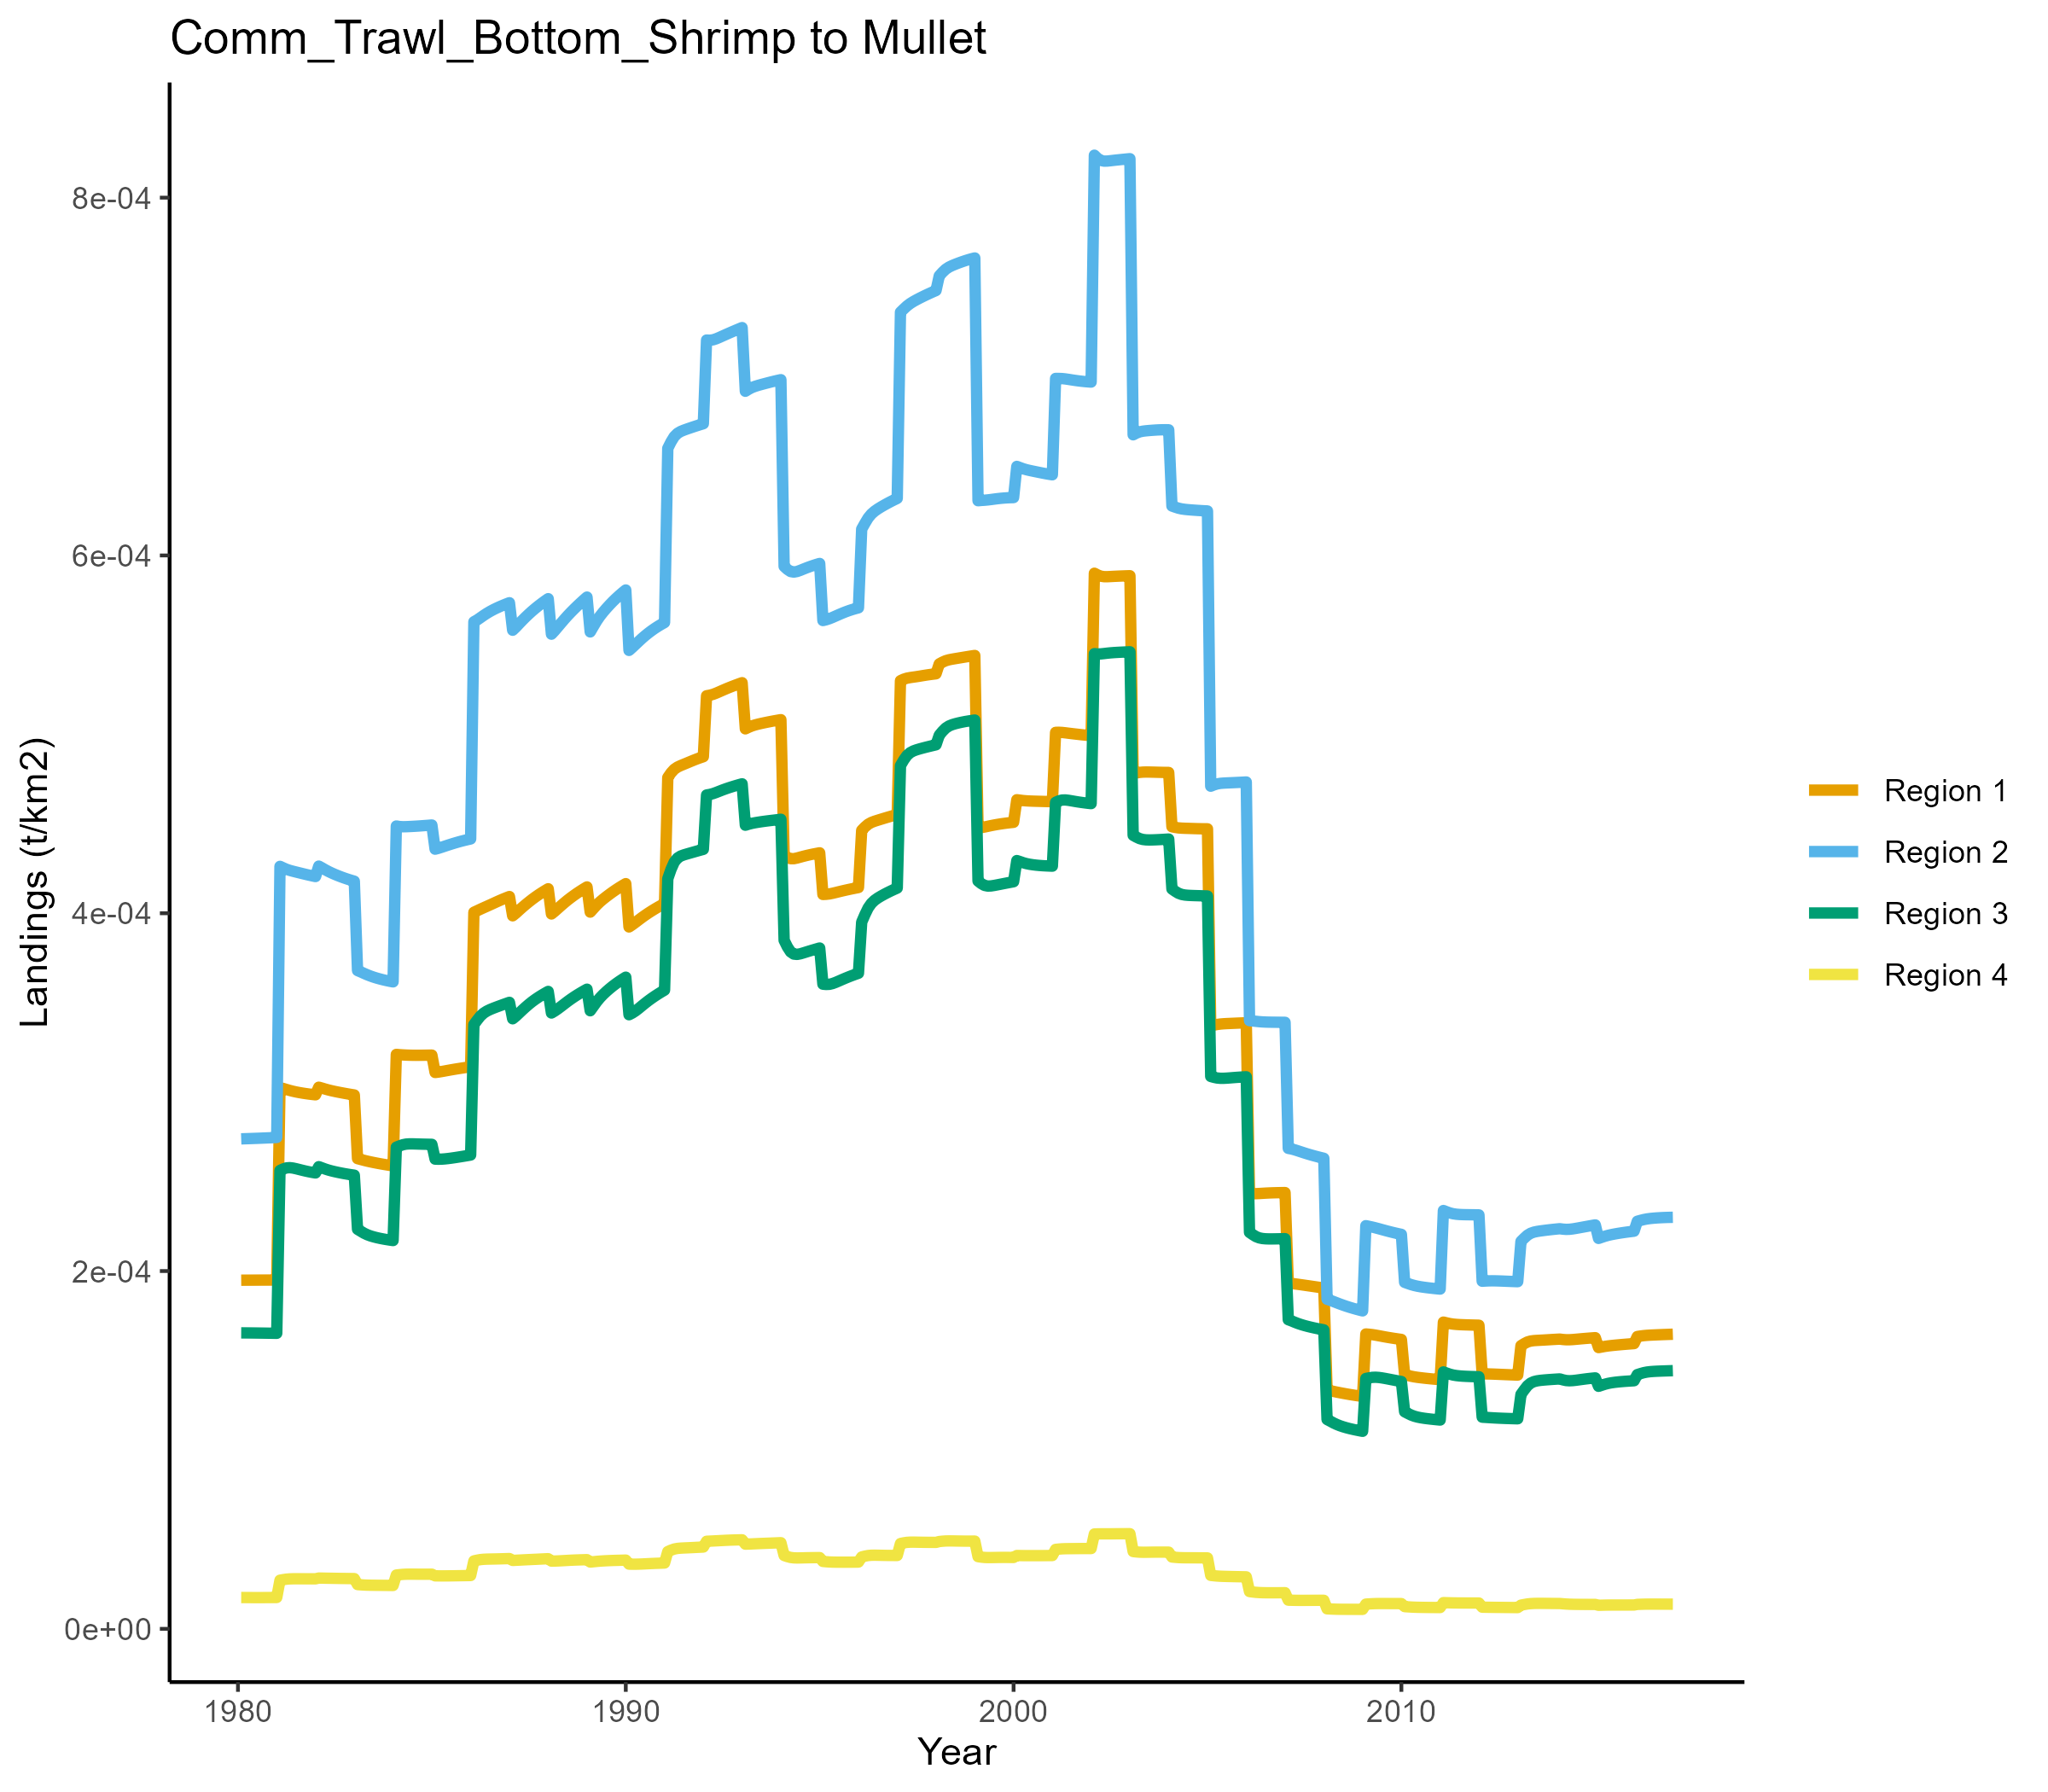 Comm_Trawl_Bottom_Shrimp to Mullet
Landings (t/km2)
8e-04
6e-04
4e-04
2e-04
0e+00
1980
1990
2000
2010
Year
Region 1
Region 2
Region 3
Region 4